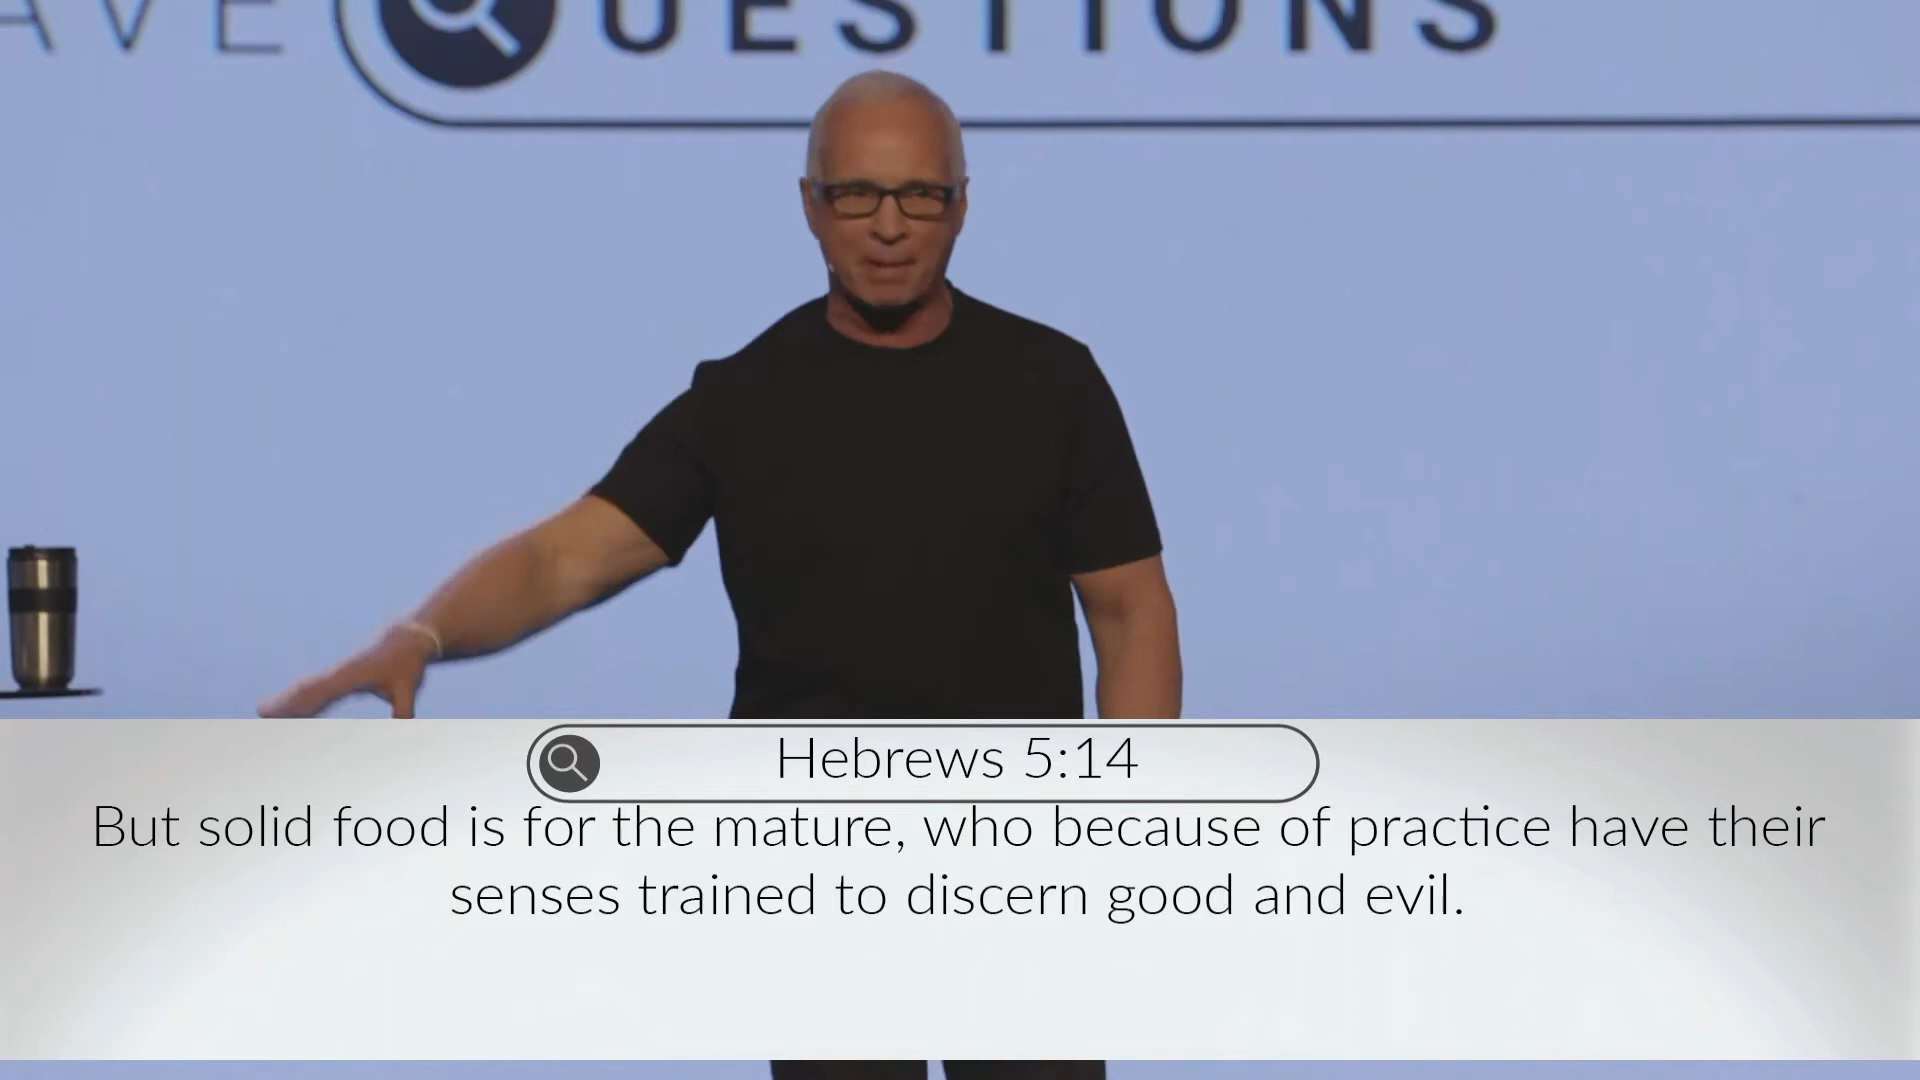 AVE QUESTIONS
Hebrews 5:14
But solid food is for the mature, who because of practice have their
senses trained to discern good and evil.